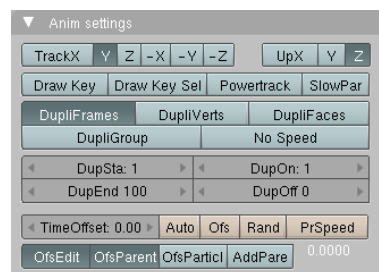 Anim settings
TrackX Y Z -X -Y -Z UpX Y Z
Draw Key Draw Key Sel Powertrack SlowPar
DupliFrames DupliVerts DupliFaces
DupliGroup No Speed
DupSta: 1 DupOn: 1
DupEnd 100 DupOff 0
TimeOffset: 0.00 Auto Ofs Rand PrSpeed
OfsEdit OfsParent OfsParticl AddPare 0.0000